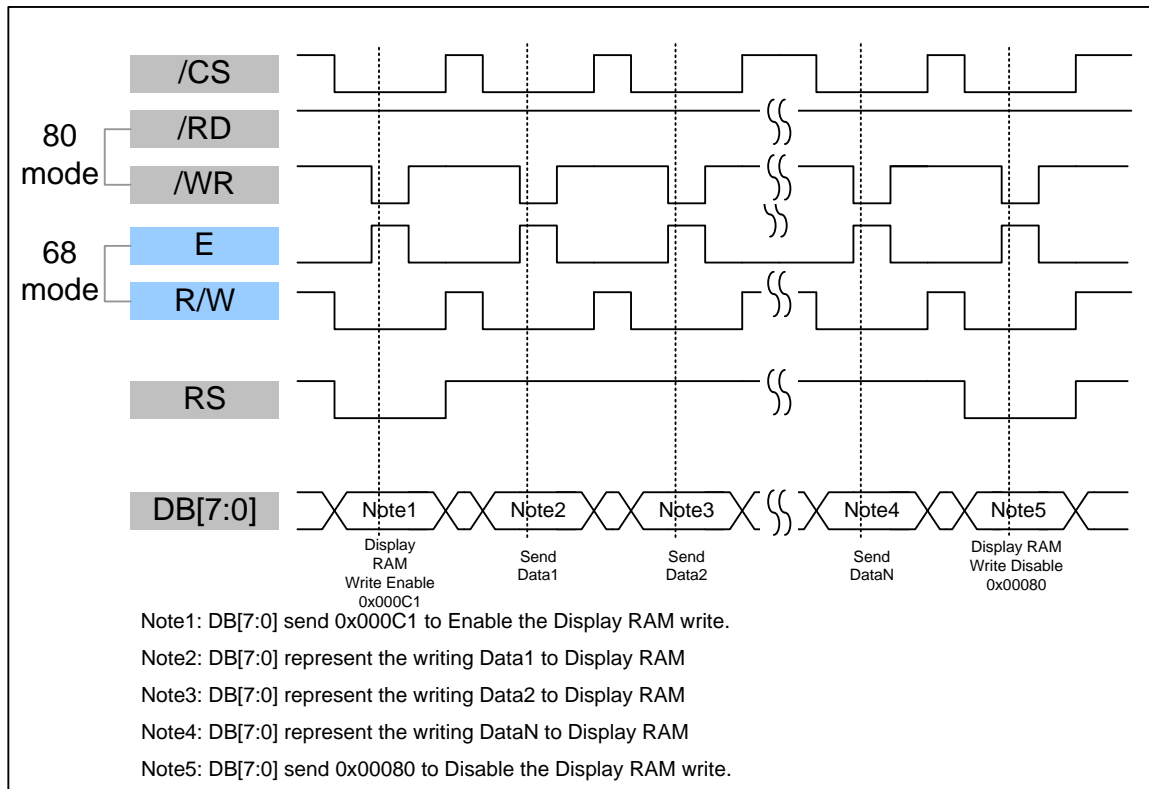 /CS
80
mode
/RD
/WR
68
mode
E
R/W
RS
DB[7:0]
Note1
Note2
Note3
Note4
Note5
Display
RAM
Write Enable
0x000C1
Send
Data1
Send
Data2
Send
DataN
Display RAM
Write Disable
0x00080
Note1: DB[7:0] send 0x000C1 to Enable the Display RAM write.
Note2: DB[7:0] represent the writing Data1 to Display RAM
Note3: DB[7:0] represent the writing Data2 to Display RAM
Note4: DB[7:0] represent the writing DataN to Display RAM
Note5: DB[7:0] send 0x00080 to Disable the Display RAM write.